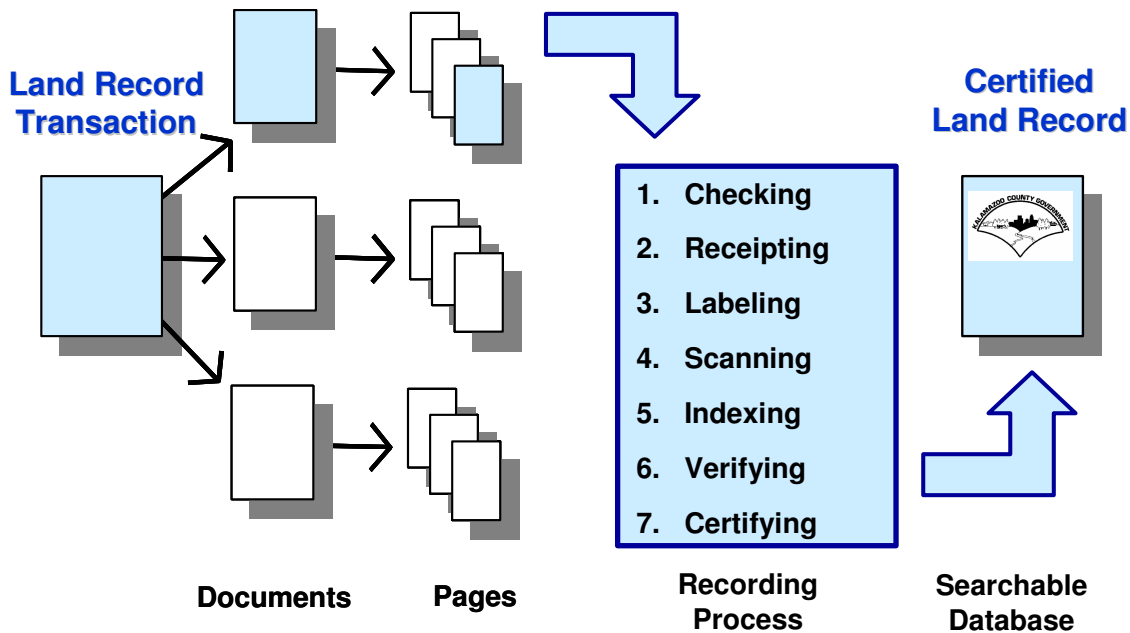 Land Record
Transaction
Certified
Land Record
KALAMAZOO COUNTY GOVERNMENT
1. Checking
2. Receipting
3. Labeling
4. Scanning
5. Indexing
6. Verifying
7. Certifying
Documents
Pages
Recording
Process
Searchable
Database